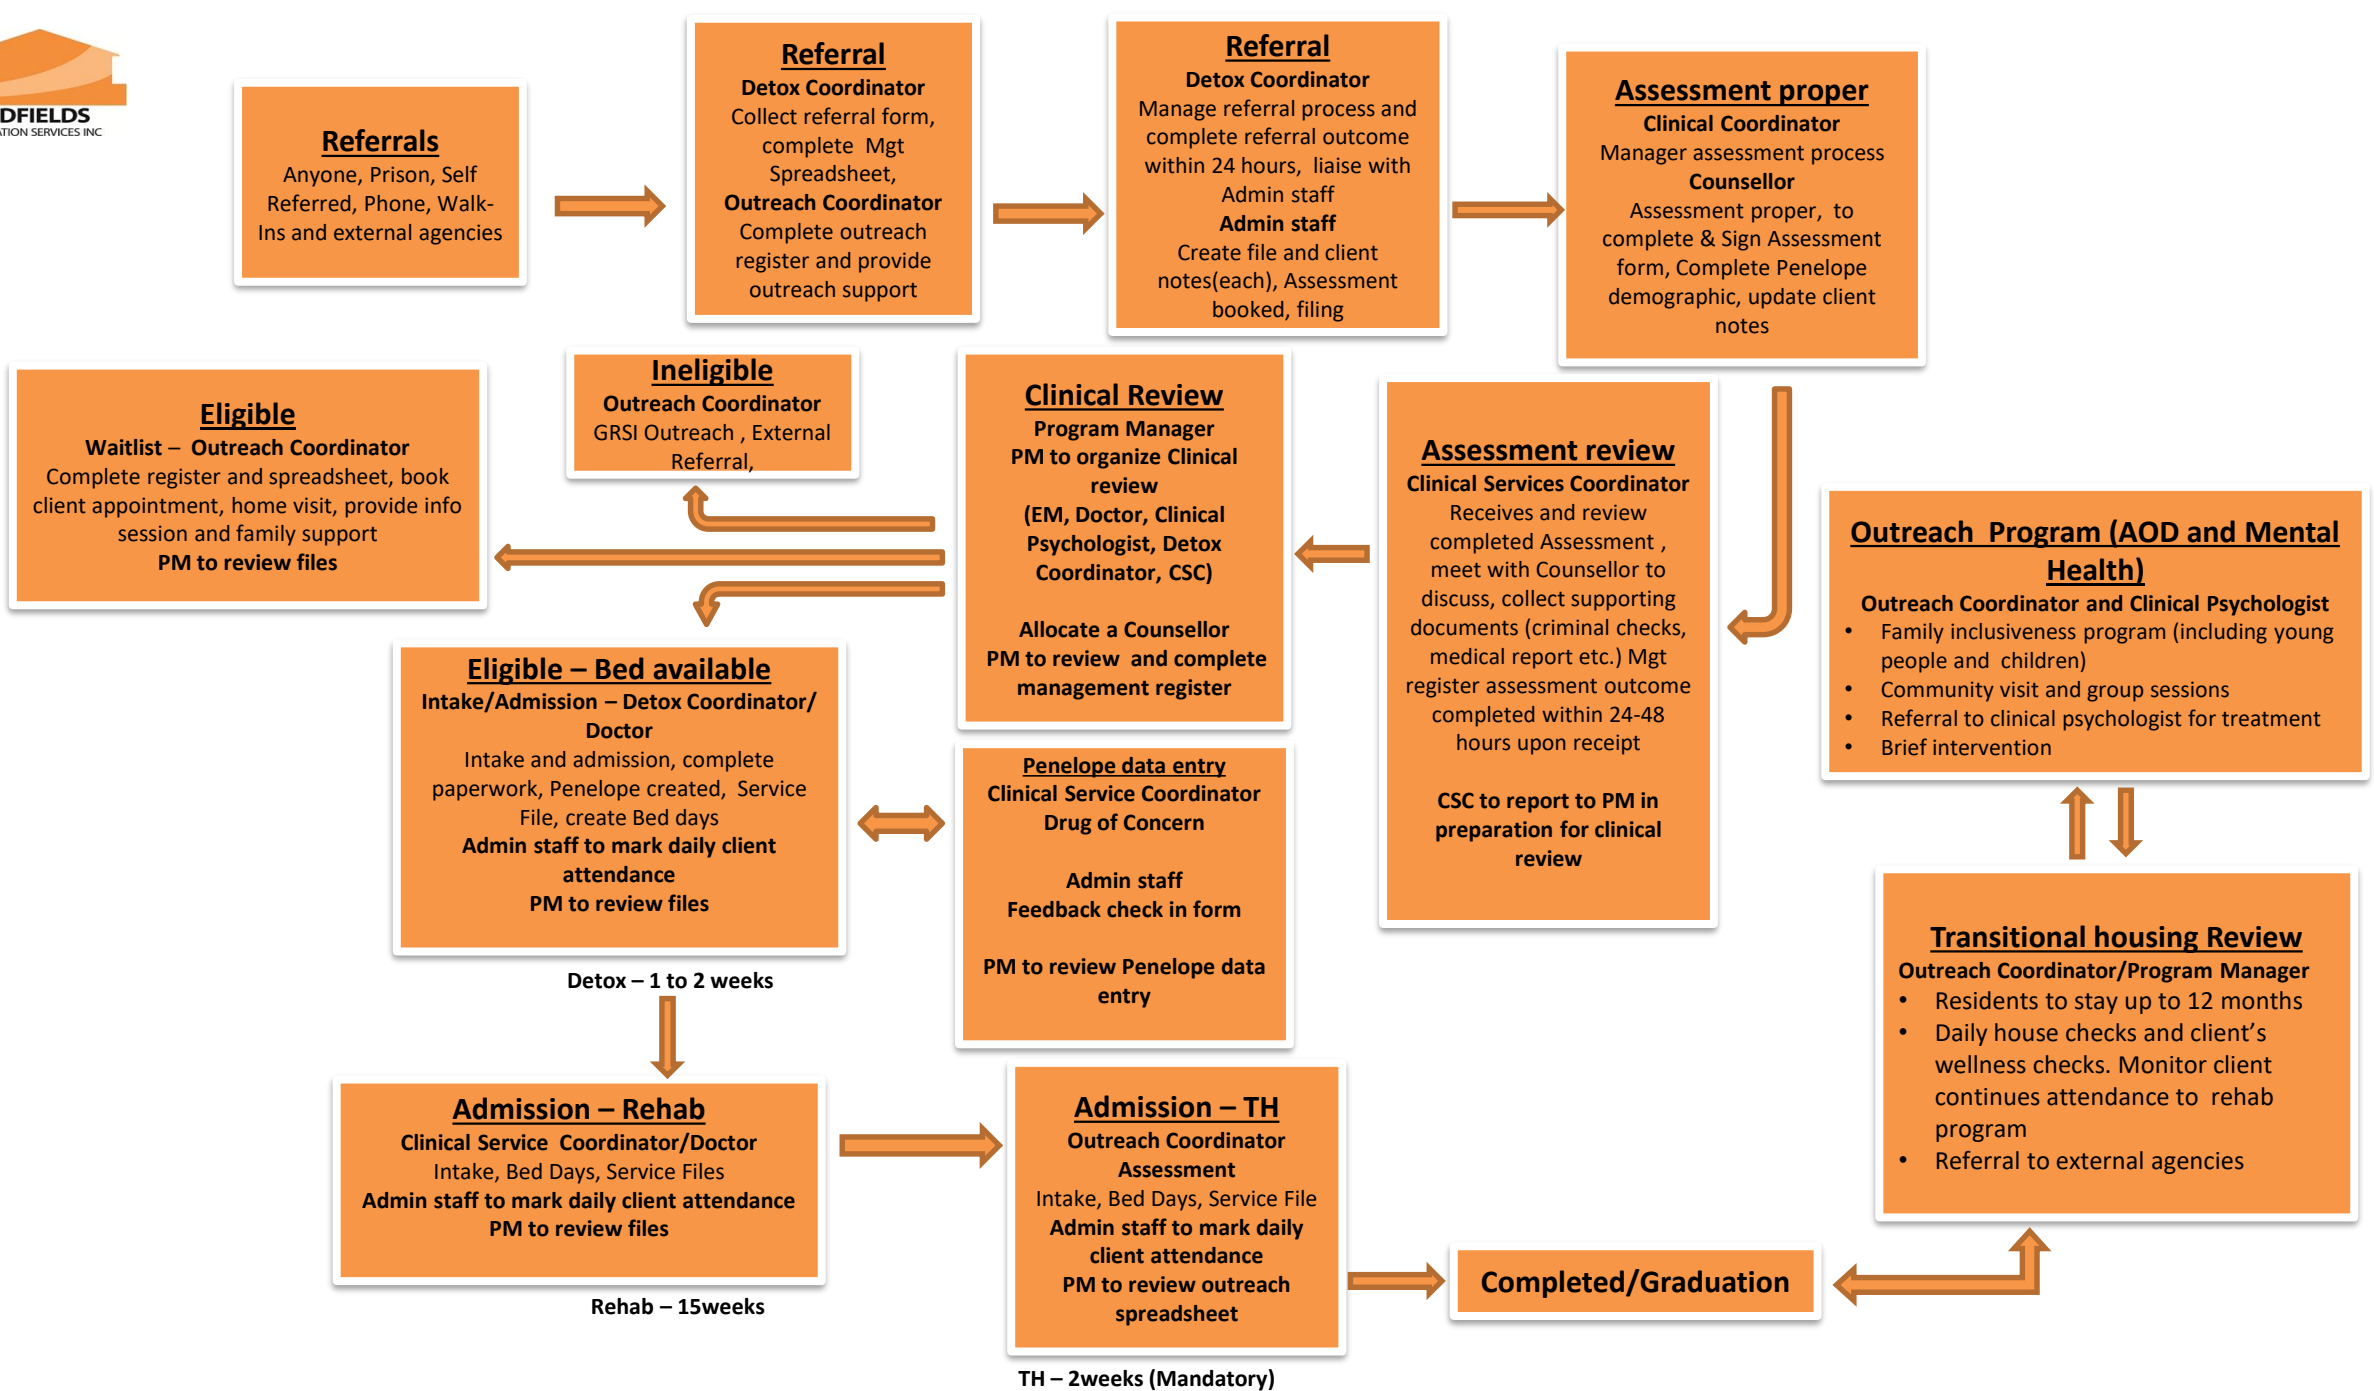 DFIELDS
ATION SERVICES INC
Referrals
Anyone, Prison, Self
Referred, Phone, Walk-
Ins and external agencies
Referral
Detox Coordinator
Collect referral form,
complete Mgt
Spreadsheet,
Outreach Coordinator
Complete outreach
register and provide
outreach support
Referral
Detox Coordinator
Manage referral process and
complete referral outcome
within 24 hours, liaise with
Admin staff
Admin staff
Create file and client
notes(each), Assessment
booked, filing
Assessment proper
Clinical Coordinator
Manager assessment process
Counsellor
Assessment proper, to
complete & Sign Assessment
form, Complete Penelope
demographic, update client
notes
Eligible
Waitlist – Outreach Coordinator
Complete register and spreadsheet, book
client appointment, home visit, provide info
session and family support
PM to review files
Ineligible
Outreach Coordinator
GRSI Outreach , External
Referral,
Clinical Review
Program Manager
PM to organize Clinical
review
(EM, Doctor, Clinical
Psychologist, Detox
Coordinator, CSC)
Allocate a Counsellor
PM to review and complete
management register
Assessment review
Clinical Services Coordinator
Receives and review
completed Assessment ,
meet with Counsellor to
discuss, collect supporting
documents (criminal checks,
medical report etc.) Mgt
register assessment outcome
completed within 24-48
hours upon receipt
CSC to report to PM in
preparation for clinical
review
Outreach Program (AOD and Mental
Health)
Outreach Coordinator and Clinical Psychologist
• Family inclusiveness program (including young
people and children)
• Community visit and group sessions
• Referral to clinical psychologist for treatment
• Brief intervention
Eligible – Bed available
Intake/Admission – Detox Coordinator/
Doctor
Intake and admission, complete
paperwork, Penelope created, Service
File, create Bed days
Admin staff to mark daily client
attendance
PM to review files
Detox – 1 to 2 weeks
Penelope data entry
Clinical Service Coordinator
Drug of Concern
Admin staff
Feedback check in form
PM to review Penelope data
entry
Transitional housing Review
Outreach Coordinator/Program Manager
• Residents to stay up to 12 months
• Daily house checks and client’s
wellness checks. Monitor client
continues attendance to rehab
program
• Referral to external agencies
Admission – Rehab
Clinical Service Coordinator/Doctor
Intake, Bed Days, Service Files
Admin staff to mark daily client attendance
PM to review files
Rehab – 15weeks
Admission – TH
Outreach Coordinator
Assessment
Intake, Bed Days, Service File
Admin staff to mark daily
client attendance
PM to review outreach
spreadsheet
TH – 2weeks (Mandatory)
Completed/Graduation